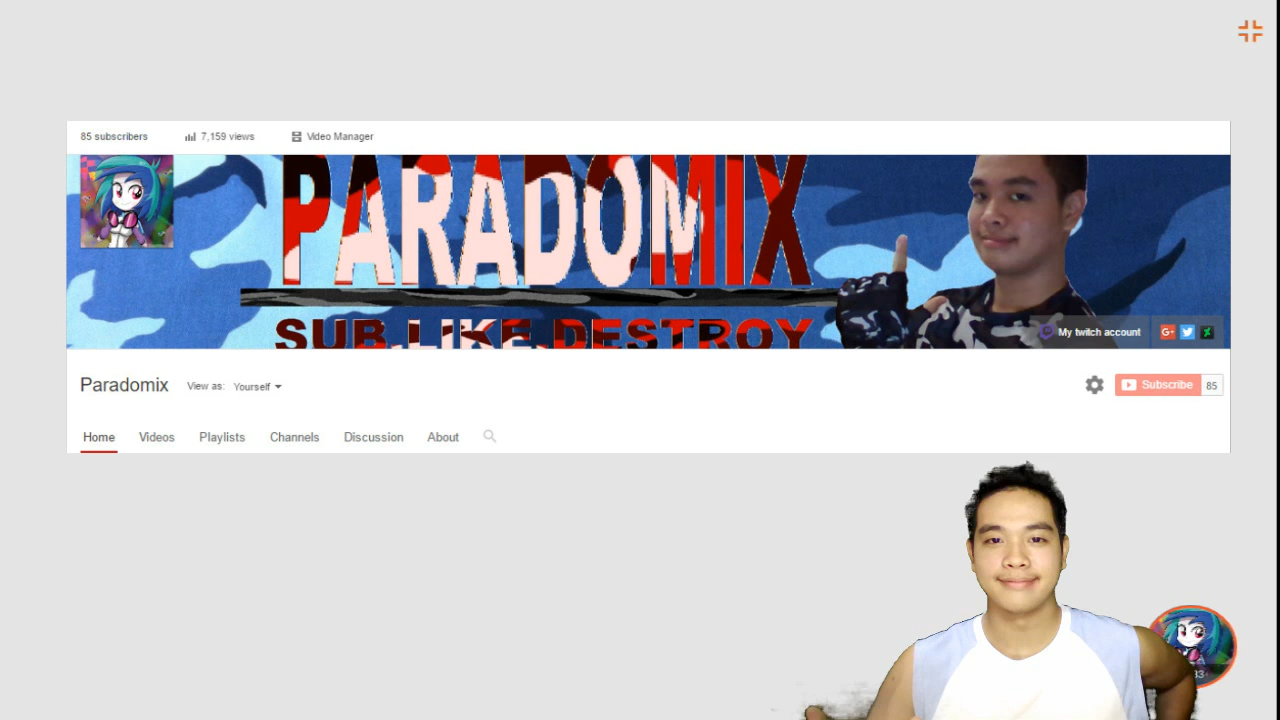 85 subscribers 7,159 views Video Manager
PARADOMIX
SUB.LIKE.DESTROY
My twitch account G+
Paradomix View as: Yourself Subscribe 85
Home Videos Playlists Channels Discussion About